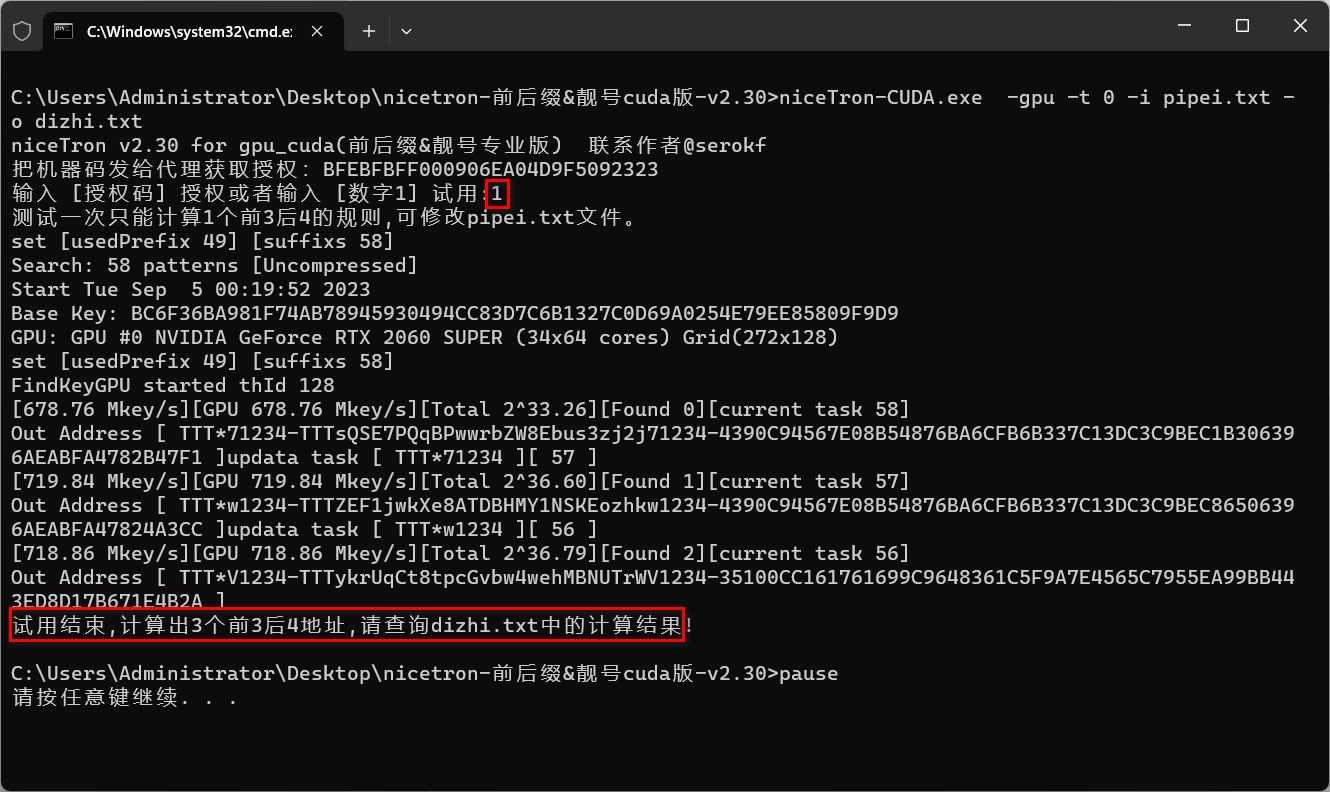 C:\Windows\system32\cmd.e
C:\Users\Administrator\Desktop\nicetron-前后缀&靓号cuda版-v2.30>niceTron-CUDA.exe  -gpu -t 0 -i pipei.txt -
o dizhi.txt
niceTron v2.30 for gpu_cuda(前后缀&靓号专业版)  联系作者@serokf
把机器码发给代理获取授权: BFEBFBFF000906EA04D9F5092323
输入 [授权码] 授权或者输入 [数字1] 试用:1
测试一次只能计算1个前3后4的规则,可修改pipei.txt文件。
set [usedPrefix 49] [suffixs 58]
Search: 58 patterns [Uncompressed]
Start Tue Sep  5 00:19:52 2023
Base Key: BC6F36BA981F74AB78945930494CC83D7C6B1327C0D69A0254E79EE85809F9D9
GPU: GPU #0 NVIDIA GeForce RTX 2060 SUPER (34x64 cores) Grid(272x128)
set [usedPrefix 49] [suffixs 58]
FindKeyGPU started thId 128
[678.76 Mkey/s][GPU 678.76 Mkey/s][Total 2^33.26][Found 0][current task 58]
Out Address [ TTT*71234-TTTsQSE7PQqBPwwrbZW8Ebus3zj2j71234-4390C94567E08B54876BA6CFB6B337C13DC3C9BEC1B30639
6AEABFA4782B47F1 ]updata task [ TTT*71234 ][ 57 ]
[719.84 Mkey/s][GPU 719.84 Mkey/s][Total 2^36.60][Found 1][current task 57]
Out Address [ TTT*w1234-TTTZEF1jwkXe8ATDBHMY1NSKEozhkw1234-4390C94567E08B54876BA6CFB6B337C13DC3C9BEC8650639
6AEABFA47824A3CC ]updata task [ TTT*w1234 ][ 56 ]
[718.86 Mkey/s][GPU 718.86 Mkey/s][Total 2^36.79][Found 2][current task 56]
Out Address [ TTT*V1234-TTTykrUqCt8tpcGvbw4wehMBNUTrWV1234-35100CC161761699C9648361C5F9A7E4565C7955EA99BB44
3ED8D17B671E4B2A ]
试用结束,计算出3个前3后4地址,请查询dizhi.txt中的计算结果!
C:\Users\Administrator\Desktop\nicetron-前后缀&靓号cuda版-v2.30>pause
请按任意键继续. . .